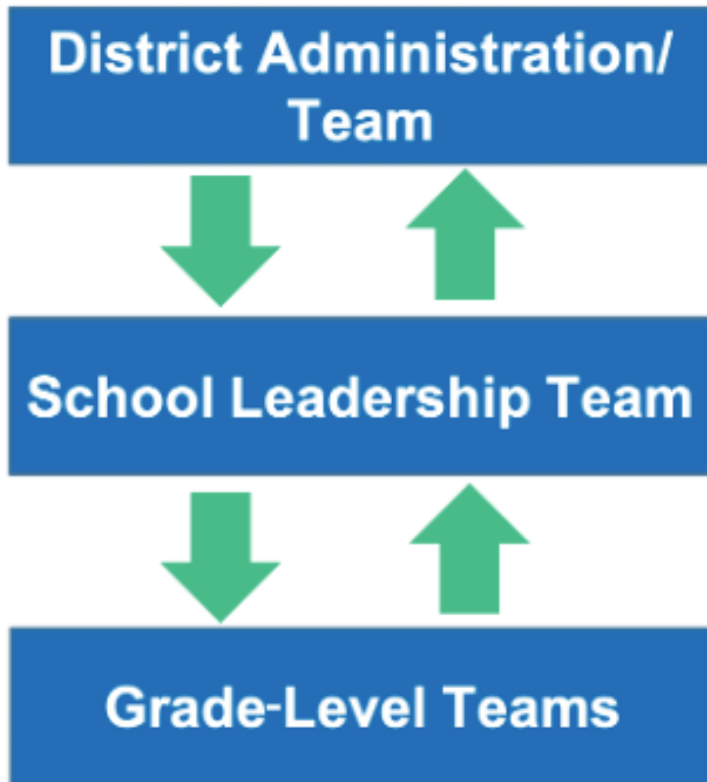 District Administration/
Team
School Leadership Team
Grade-Level Teams